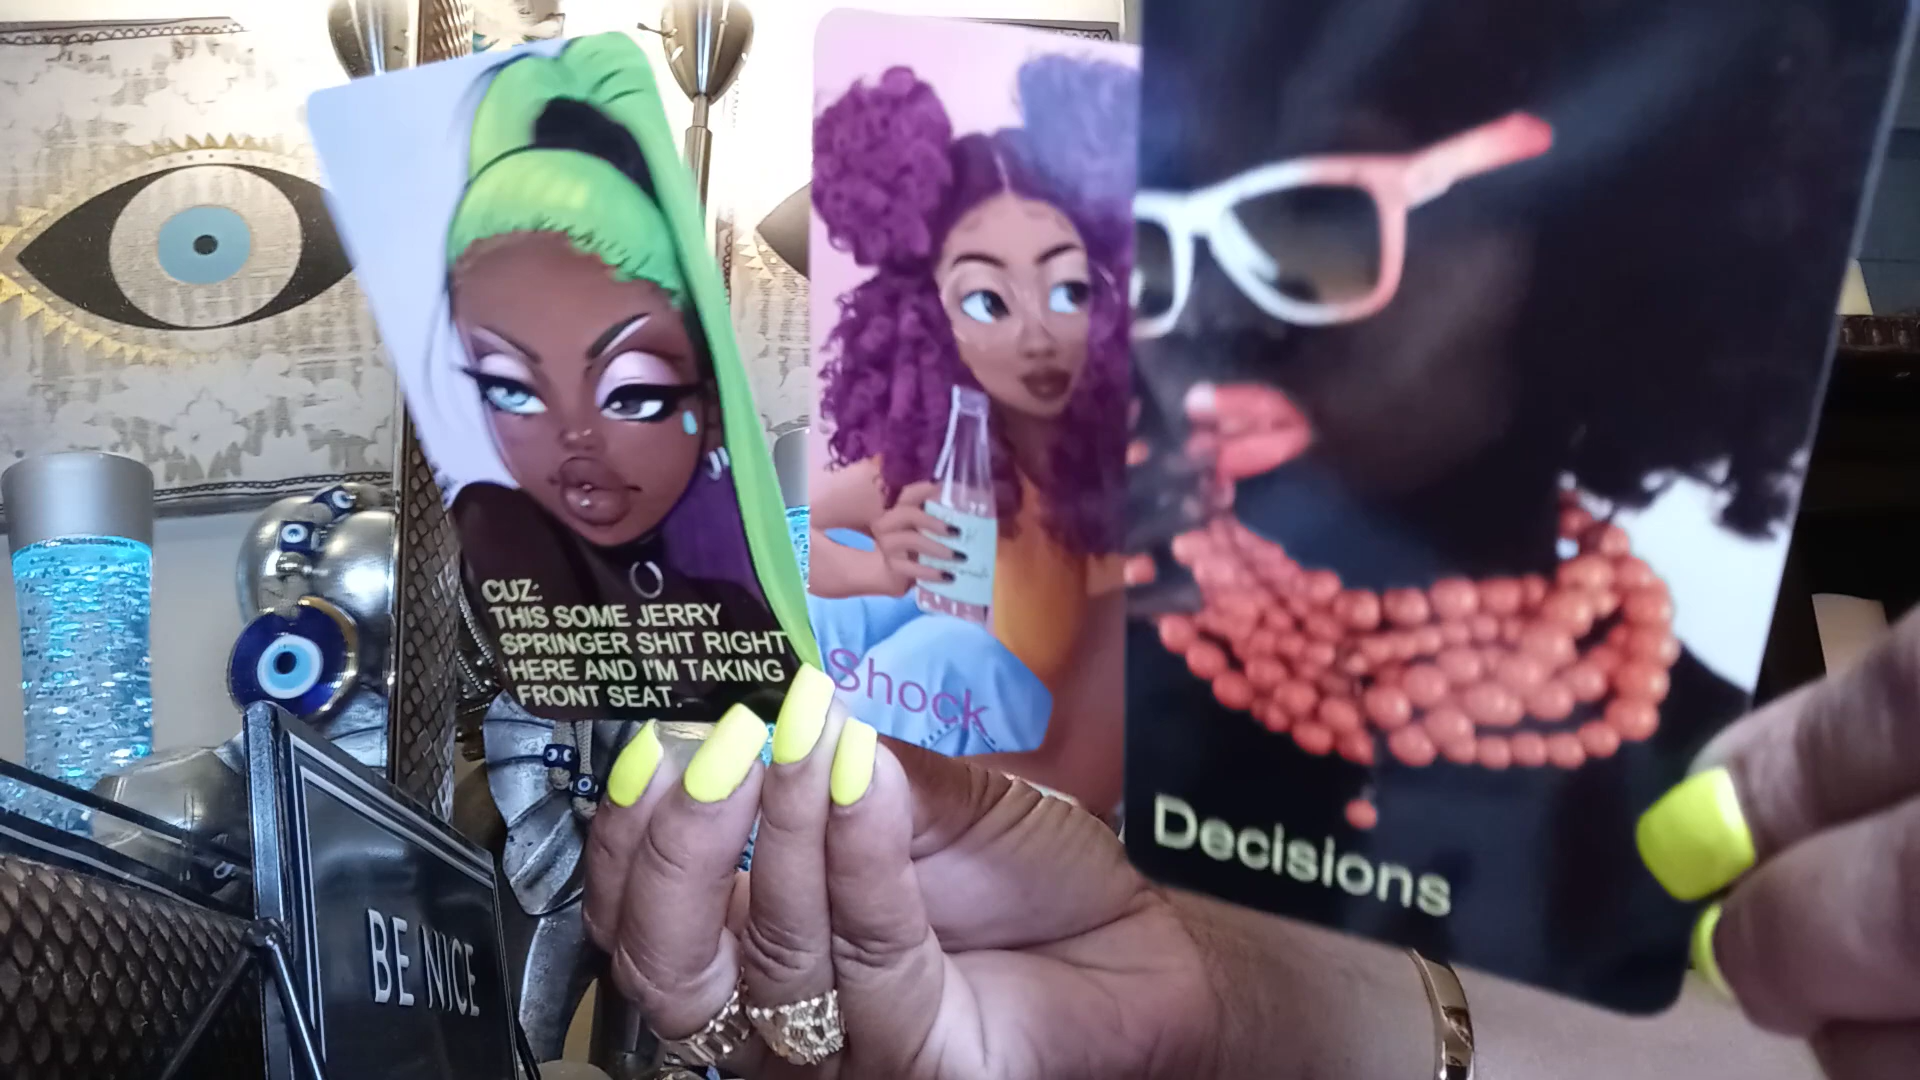 CUZ:
THIS SOME JERRY
SPRINGER SHIT RIGHT
HERE AND I'M TAKING
FRONT SEAT.
Shock
Decisions
BE NICE